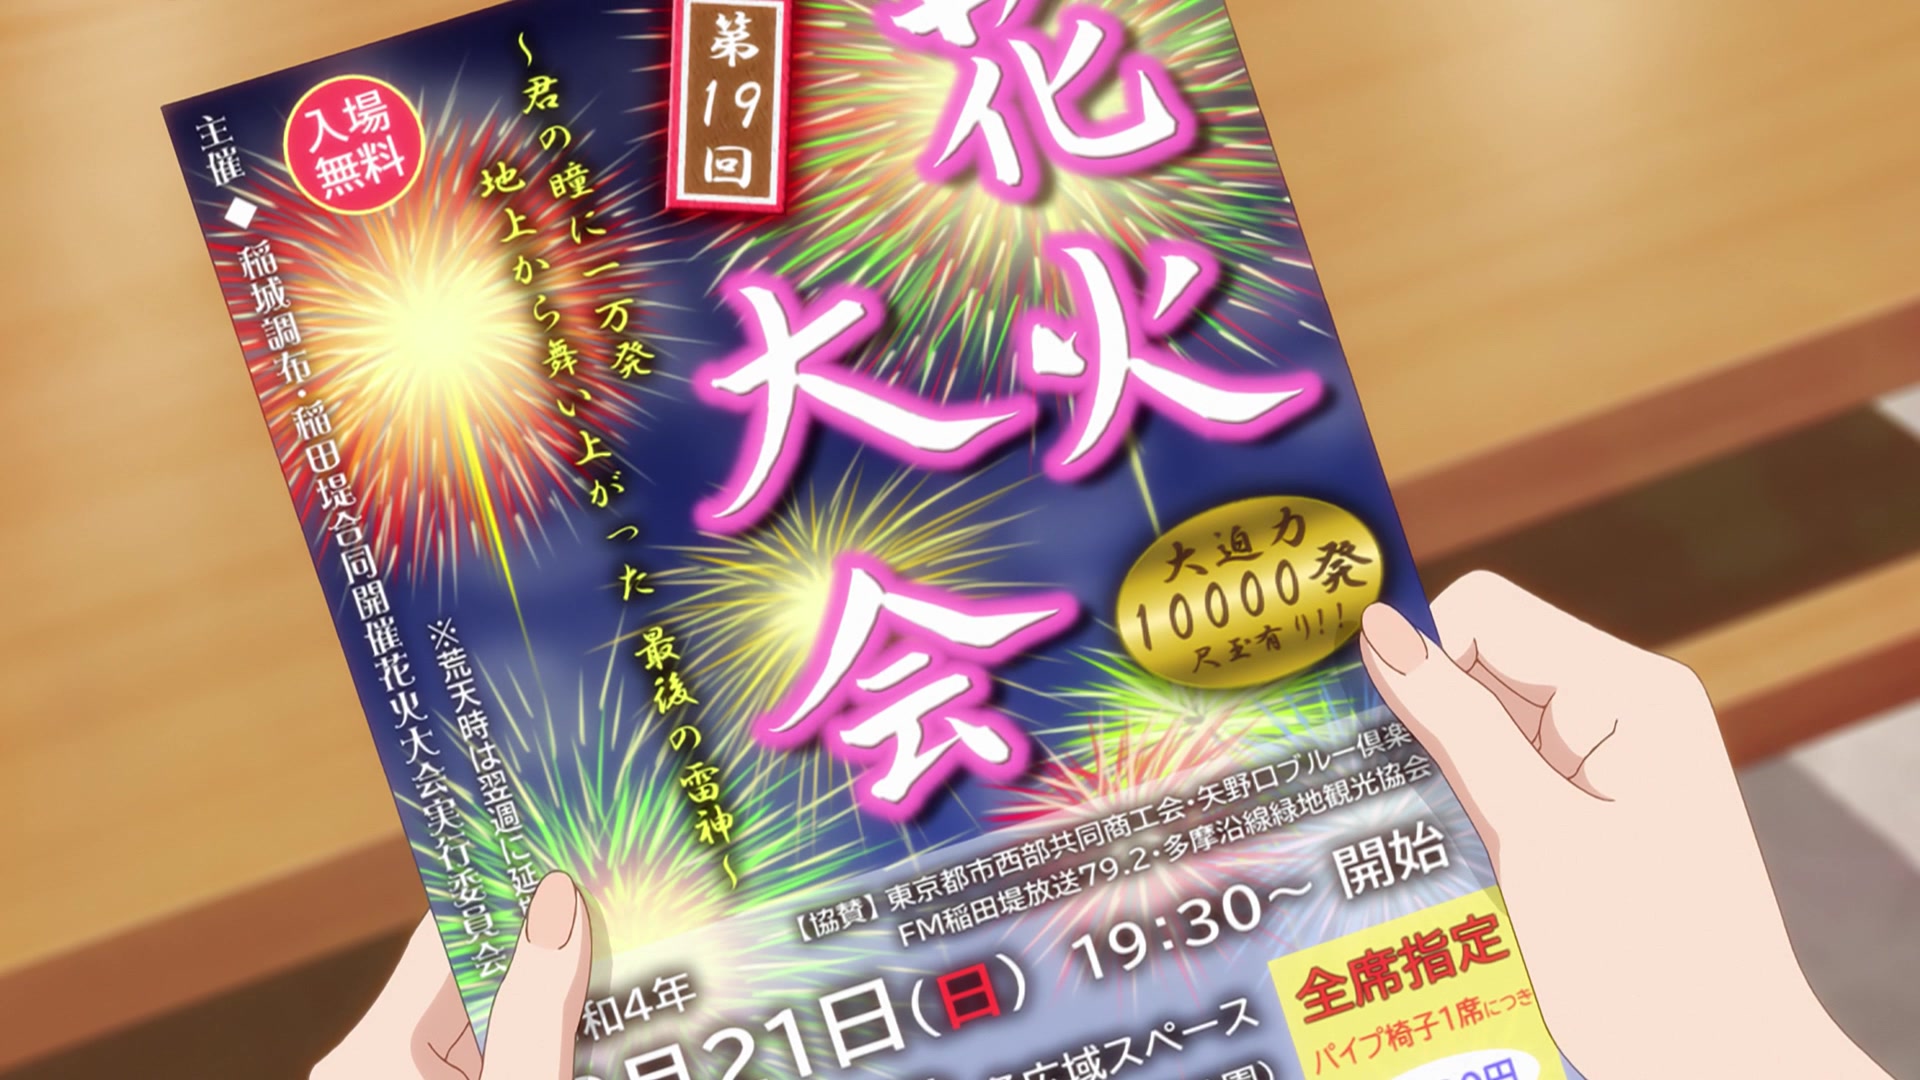 第19回
花火
大会
~君の瞳に一万発
地上から舞い上がった 最後の雷神~
入場
無料
主催◆稲城調布・稲田堤合同開催花火大会実行委員会
※荒天時は翌週に延
大迫力
10000発
尺玉有り!!
【協賛】東京都市西部共同商工会・矢野口ブルー倶楽
FM稲田堤放送79.2・多摩沿線緑地観光協会
和4年
月21日(日) 19:30~ 開始
広域スペース
園)
全席指定
パイプ椅子1席につき
0円